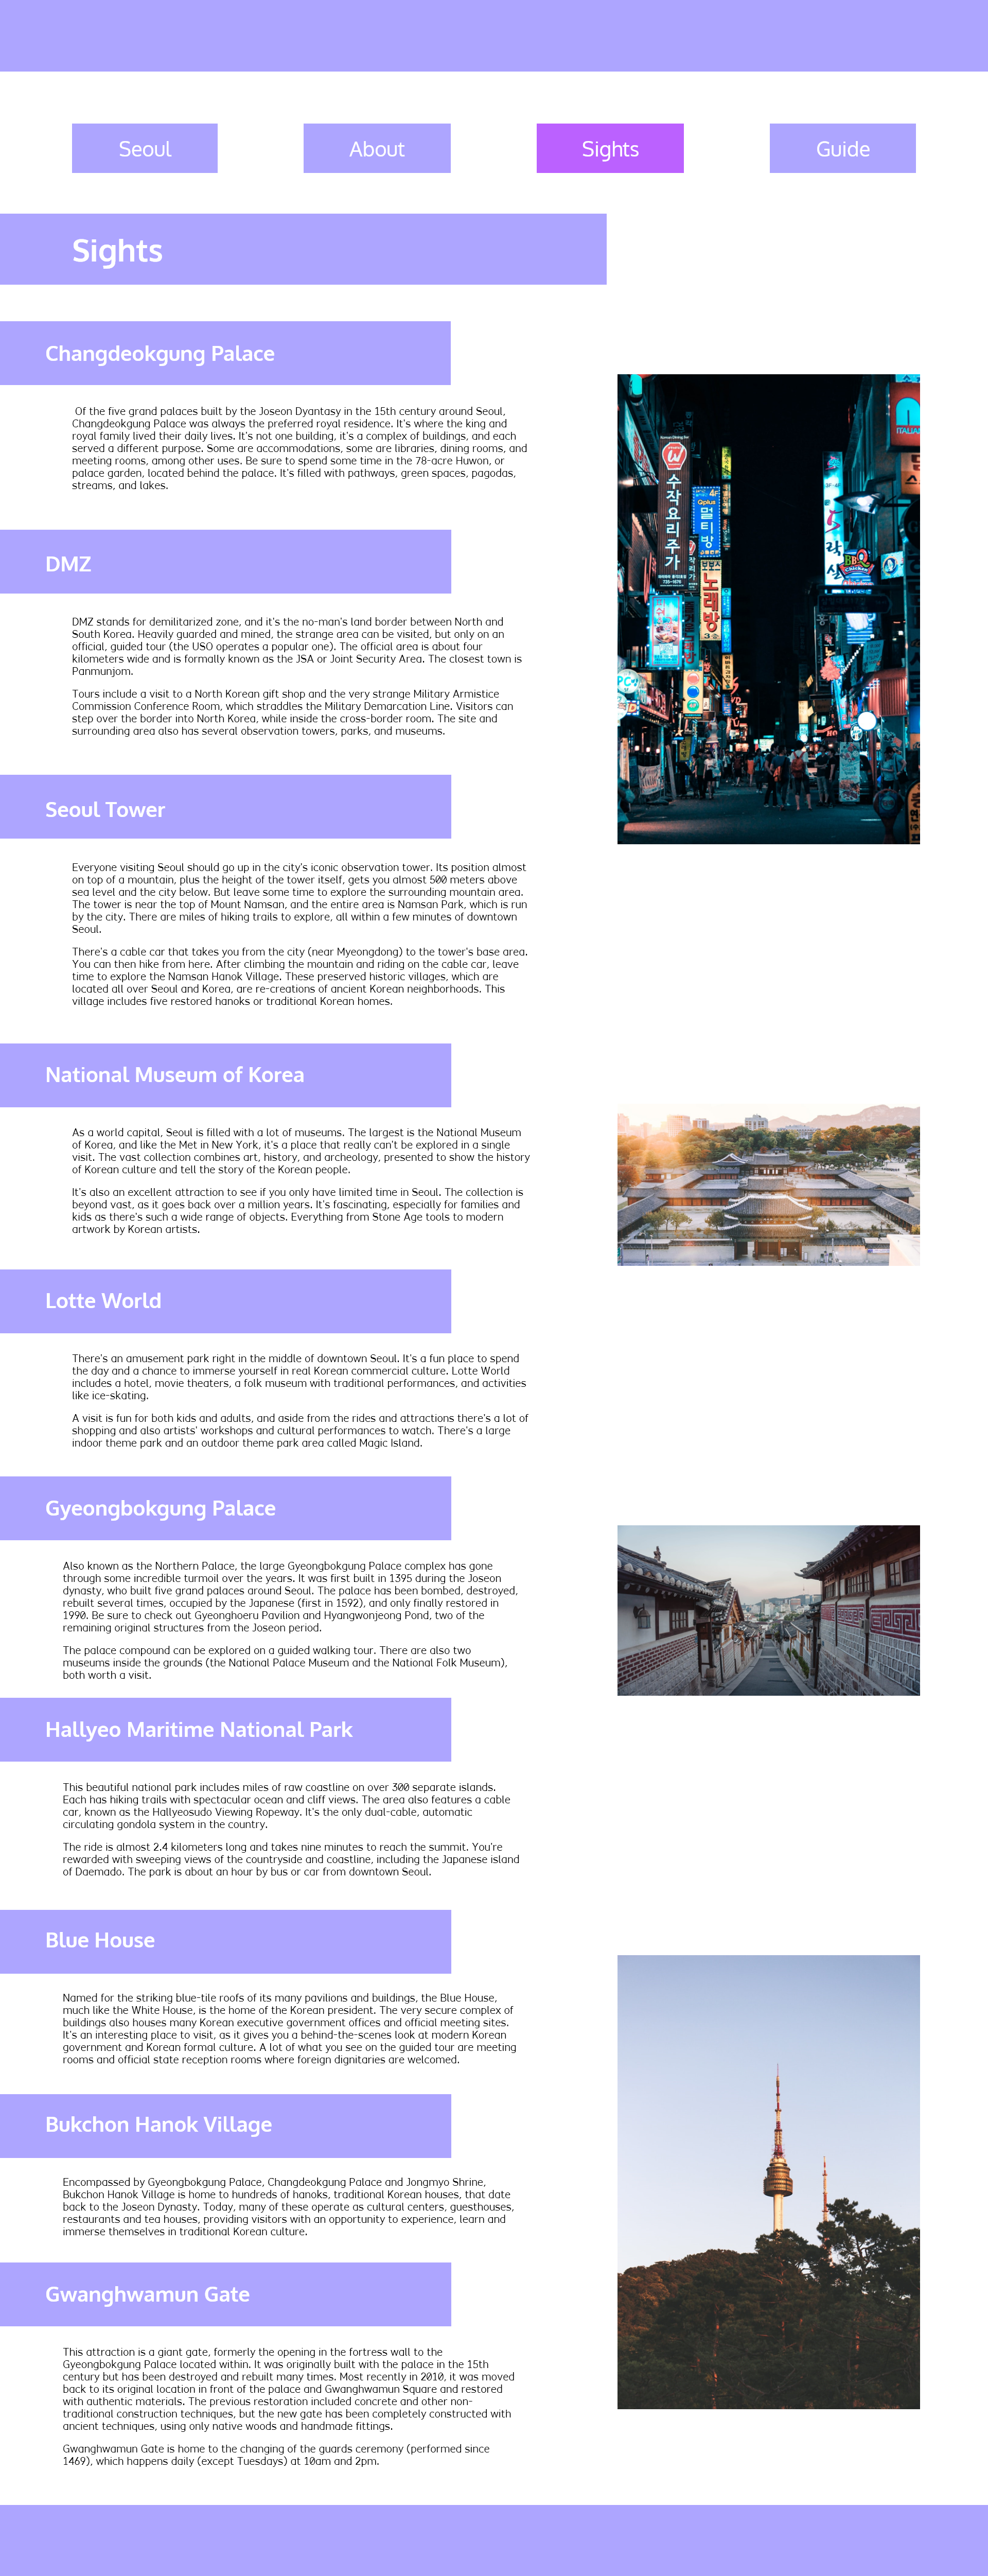 Seoul
About
Sights
Guide
Sights
Changdeokgung Palace
Of the five grand palaces built by the Joseon Dyantasy in the 15th century around Seoul,
Changdeokgung Palace was always the preferred royal residence. It's where the king and
royal family lived their daily lives. It's not one building, it's a complex of buildings, and each
served a different purpose. Some are accommodations, some are libraries, dining rooms, and
meeting rooms, among other uses. Be sure to spend some time in the 78-acre Huwon, or
palace garden, located behind the palace. It's filled with pathways, green spaces, pagodas,
streams, and lakes.
DMZ
DMZ stands for demilitarized zone, and it's the no-man's land border between North and
South Korea. Heavily guarded and mined, the strange area can be visited, but only on an
official, guided tour (the USO operates a popular one). The official area is about four
kilometers wide and is formally known as the JSA or Joint Security Area. The closest town is
Panmunjom.
Tours include a visit to a North Korean gift shop and the very strange Military Armistice
Commission Conference Room, which straddles the Military Demarcation Line. Visitors can
step over the border into North Korea, while inside the cross-border room. The site and
surrounding area also has several observation towers, parks, and museums.
수작요리주가
4F
Qplus
멀티방
노래방
3층
락
BBQ
CHICKEN
ITALIAN
PC
Seoul Tower
Everyone visiting Seoul should go up in the city's iconic observation tower. Its position almost
on top of a mountain, plus the height of the tower itself, gets you almost 500 meters above
sea level and the city below. But leave some time to explore the surrounding mountain area.
The tower is near the top of Mount Namsan, and the entire area is Namsan Park, which is run
by the city. There are miles of hiking trails to explore, all within a few minutes of downtown
Seoul.
There's a cable car that takes you from the city (near Myeongdong) to the tower's base area.
You can then hike from here. After climbing the mountain and riding on the cable car, leave
time to explore the Namsan Hanok Village. These preserved historic villages, which are
located all over Seoul and Korea, are re-creations of ancient Korean neighborhoods. This
village includes five restored hanoks or traditional Korean homes.
National Museum of Korea
As a world capital, Seoul is filled with a lot of museums. The largest is the National Museum
of Korea, and like the Met in New York, it's a place that really can't be explored in a single
visit. The vast collection combines art, history, and archeology, presented to show the history
of Korean culture and tell the story of the Korean people.
It's also an excellent attraction to see if you only have limited time in Seoul. The collection is
beyond vast, as it goes back over a million years. It's fascinating, especially for families and
kids as there's such a wide range of objects. Everything from Stone Age tools to modern
artwork by Korean artists.
Lotte World
There's an amusement park right in the middle of downtown Seoul. It's a fun place to spend
the day and a chance to immerse yourself in real Korean commercial culture. Lotte World
includes a hotel, movie theaters, a folk museum with traditional performances, and activities
like ice-skating.
A visit is fun for both kids and adults, and aside from the rides and attractions there's a lot of
shopping and also artists' workshops and cultural performances to watch. There's a large
indoor theme park and an outdoor theme park area called Magic Island.
Gyeongbokgung Palace
Also known as the Northern Palace, the large Gyeongbokgung Palace complex has gone
through some incredible turmoil over the years. It was first built in 1395 during the Joseon
dynasty, who built five grand palaces around Seoul. The palace has been bombed, destroyed,
rebuilt several times, occupied by the Japanese (first in 1592), and only finally restored in
1990. Be sure to check out Gyeonghoeru Pavilion and Hyangwonjeong Pond, two of the
remaining original structures from the Joseon period.
The palace compound can be explored on a guided walking tour. There are also two
museums inside the grounds (the National Palace Museum and the National Folk Museum),
both worth a visit.
Hallyeo Maritime National Park
This beautiful national park includes miles of raw coastline on over 300 separate islands.
Each has hiking trails with spectacular ocean and cliff views. The area also features a cable
car, known as the Hallyeosudo Viewing Ropeway. It's the only dual-cable, automatic
circulating gondola system in the country.
The ride is almost 2.4 kilometers long and takes nine minutes to reach the summit. You're
rewarded with sweeping views of the countryside and coastline, including the Japanese island
of Daemado. The park is about an hour by bus or car from downtown Seoul.
Blue House
Named for the striking blue-tile roofs of its many pavilions and buildings, the Blue House,
much like the White House, is the home of the Korean president. The very secure complex of
buildings also houses many Korean executive government offices and official meeting sites.
It's an interesting place to visit, as it gives you a behind-the-scenes look at modern Korean
government and Korean formal culture. A lot of what you see on the guided tour are meeting
rooms and official state reception rooms where foreign dignitaries are welcomed.
Bukchon Hanok Village
Encompassed by Gyeongbokgung Palace, Changdeokgung Palace and Jongmyo Shrine,
Bukchon Hanok Village is home to hundreds of hanoks, traditional Korean houses, that date
back to the Joseon Dynasty. Today, many of these operate as cultural centers, guesthouses,
restaurants and tea houses, providing visitors with an opportunity to experience, learn and
immerse themselves in traditional Korean culture.
Gwanghwamun Gate
This attraction is a giant gate, formerly the opening in the fortress wall to the
Gyeongbokgung Palace located within. It was originally built with the palace in the 15th
century but has been destroyed and rebuilt many times. Most recently in 2010, it was moved
back to its original location in front of the palace and Gwanghwamun Square and restored
with authentic materials. The previous restoration included concrete and other non-
traditional construction techniques, but the new gate has been completely constructed with
ancient techniques, using only native woods and handmade fittings.
Gwanghwamun Gate is home to the changing of the guards ceremony (performed since
1469), which happens daily (except Tuesdays) at 10am and 2pm.